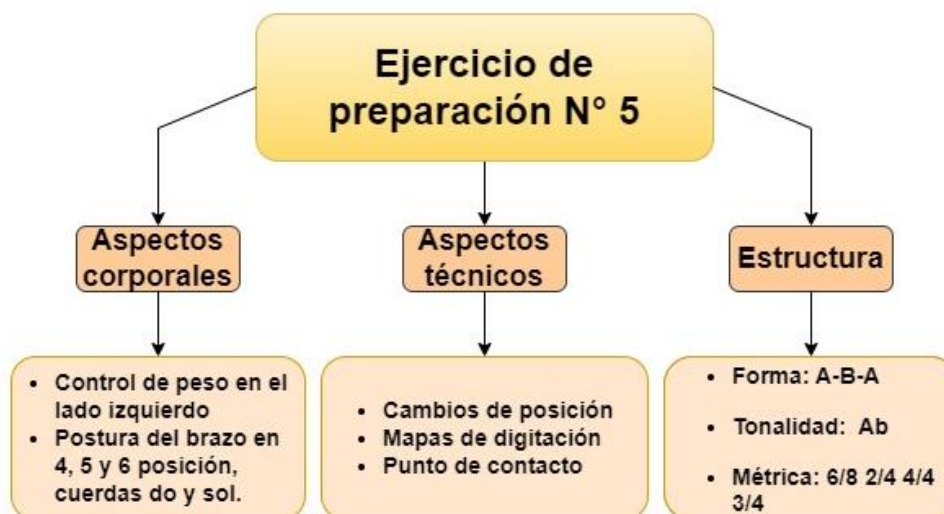 Ejercicio de
preparación N° 5
Aspectos
corporales
Aspectos
técnicos
Estructura
• Control de peso en el
lado izquierdo
• Postura del brazo en
4, 5 y 6 posición,
cuerdas do y sol.
• Cambios de posición
• Mapas de digitación
• Punto de contacto
• Forma: A-B-A
• Tonalidad: Ab
• Métrica: 6/8 2/4 4/4
3/4